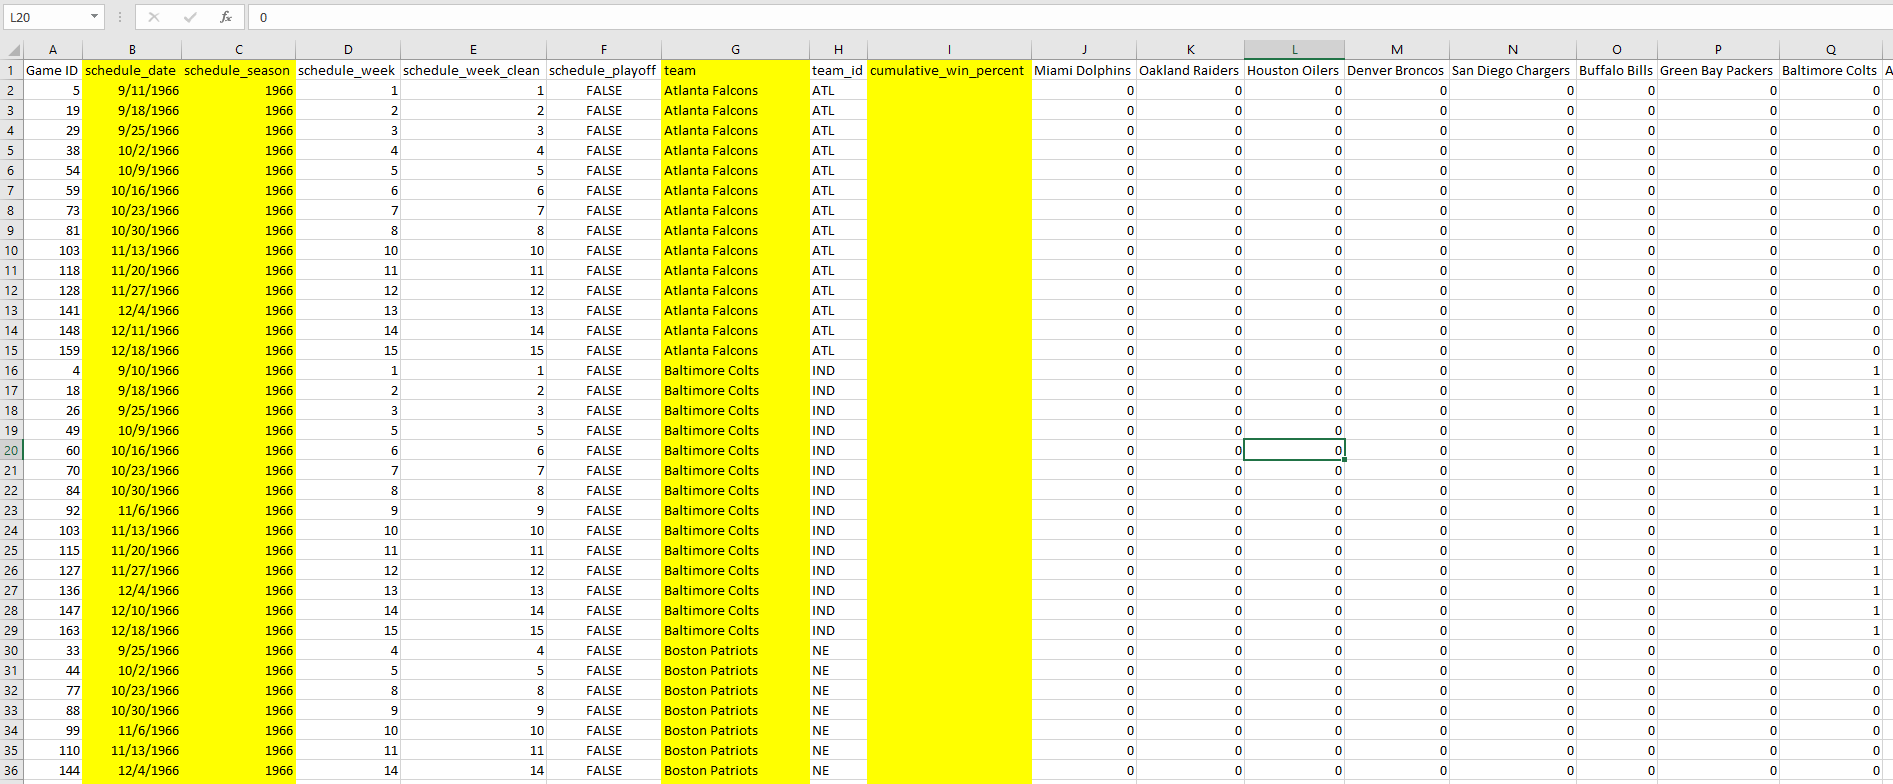 L20 fx 0
A B C D E F G H I J K L M N O P Q
1 Game ID schedule_date schedule_season schedule_week schedule_week_clean schedule_playoff team team_id cumulative_win_percent Miami Dolphins Oakland Raiders Houston Oilers Denver Broncos San Diego Chargers Buffalo Bills Green Bay Packers Baltimore Colts A
2 5 9/11/1966 1966 1 1 FALSE Atlanta Falcons ATL 0 0 0 0 0 0 0 0
3 19 9/18/1966 1966 2 2 FALSE Atlanta Falcons ATL 0 0 0 0 0 0 0 0
4 29 9/25/1966 1966 3 3 FALSE Atlanta Falcons ATL 0 0 0 0 0 0 0 0
5 38 10/2/1966 1966 4 4 FALSE Atlanta Falcons ATL 0 0 0 0 0 0 0 0
6 54 10/9/1966 1966 5 5 FALSE Atlanta Falcons ATL 0 0 0 0 0 0 0 0
7 59 10/16/1966 1966 6 6 FALSE Atlanta Falcons ATL 0 0 0 0 0 0 0 0
8 73 10/23/1966 1966 7 7 FALSE Atlanta Falcons ATL 0 0 0 0 0 0 0 0
9 81 10/30/1966 1966 8 8 FALSE Atlanta Falcons ATL 0 0 0 0 0 0 0 0
10 103 11/13/1966 1966 10 10 FALSE Atlanta Falcons ATL 0 0 0 0 0 0 0 0
11 118 11/20/1966 1966 11 11 FALSE Atlanta Falcons ATL 0 0 0 0 0 0 0 0
12 128 11/27/1966 1966 12 12 FALSE Atlanta Falcons ATL 0 0 0 0 0 0 0 0
13 141 12/4/1966 1966 13 13 FALSE Atlanta Falcons ATL 0 0 0 0 0 0 0 0
14 148 12/11/1966 1966 14 14 FALSE Atlanta Falcons ATL 0 0 0 0 0 0 0 0
15 159 12/18/1966 1966 15 15 FALSE Atlanta Falcons ATL 0 0 0 0 0 0 0 0
16 4 9/10/1966 1966 1 1 FALSE Baltimore Colts IND 0 0 0 0 0 0 0 1
17 18 9/18/1966 1966 2 2 FALSE Baltimore Colts IND 0 0 0 0 0 0 0 1
18 26 9/25/1966 1966 3 3 FALSE Baltimore Colts IND 0 0 0 0 0 0 0 1
19 49 10/9/1966 1966 5 5 FALSE Baltimore Colts IND 0 0 0 0 0 0 0 1
20 60 10/16/1966 1966 6 6 FALSE Baltimore Colts IND 0 0 0 0 0 0 0 1
21 70 10/23/1966 1966 7 7 FALSE Baltimore Colts IND 0 0 0 0 0 0 0 1
22 84 10/30/1966 1966 8 8 FALSE Baltimore Colts IND 0 0 0 0 0 0 0 1
23 92 11/6/1966 1966 9 9 FALSE Baltimore Colts IND 0 0 0 0 0 0 0 1
24 103 11/13/1966 1966 10 10 FALSE Baltimore Colts IND 0 0 0 0 0 0 0 1
25 115 11/20/1966 1966 11 11 FALSE Baltimore Colts IND 0 0 0 0 0 0 0 1
26 127 11/27/1966 1966 12 12 FALSE Baltimore Colts IND 0 0 0 0 0 0 0 1
27 136 12/4/1966 1966 13 13 FALSE Baltimore Colts IND 0 0 0 0 0 0 0 1
28 147 12/10/1966 1966 14 14 FALSE Baltimore Colts IND 0 0 0 0 0 0 0 1
29 163 12/18/1966 1966 15 15 FALSE Baltimore Colts IND 0 0 0 0 0 0 0 1
30 33 9/25/1966 1966 4 4 FALSE Boston Patriots NE 0 0 0 0 0 0 0 0
31 44 10/2/1966 1966 5 5 FALSE Boston Patriots NE 0 0 0 0 0 0 0 0
32 77 10/23/1966 1966 8 8 FALSE Boston Patriots NE 0 0 0 0 0 0 0 0
33 88 10/30/1966 1966 9 9 FALSE Boston Patriots NE 0 0 0 0 0 0 0 0
34 99 11/6/1966 1966 10 10 FALSE Boston Patriots NE 0 0 0 0 0 0 0 0
35 110 11/13/1966 1966 11 11 FALSE Boston Patriots NE 0 0 0 0 0 0 0 0
36 144 12/4/1966 1966 14 14 FALSE Boston Patriots NE 0 0 0 0 0 0 0 0